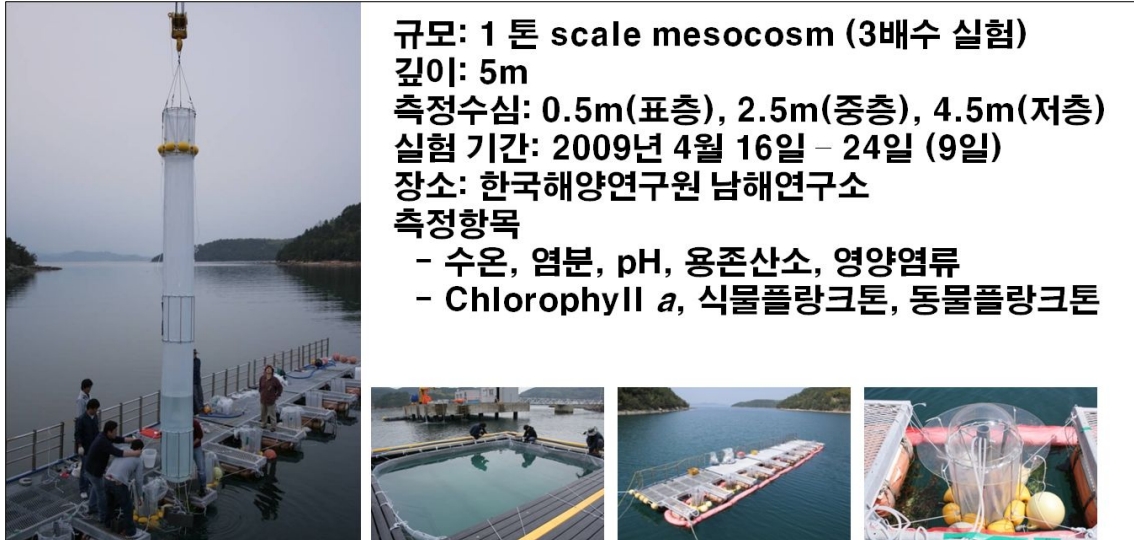 규모: 1 톤 scale mesocosm (3배수 실험)
깊이: 5m
측정수심: 0.5m(표층), 2.5m(중층), 4.5m(저층)
실험 기간: 2009년 4월 16일 – 24일 (9일)
장소: 한국해양연구원 남해연구소
측정항목
- 수온, 염분, pH, 용존산소, 영양염류
- Chlorophyll a, 식물플랑크톤, 동물플랑크톤